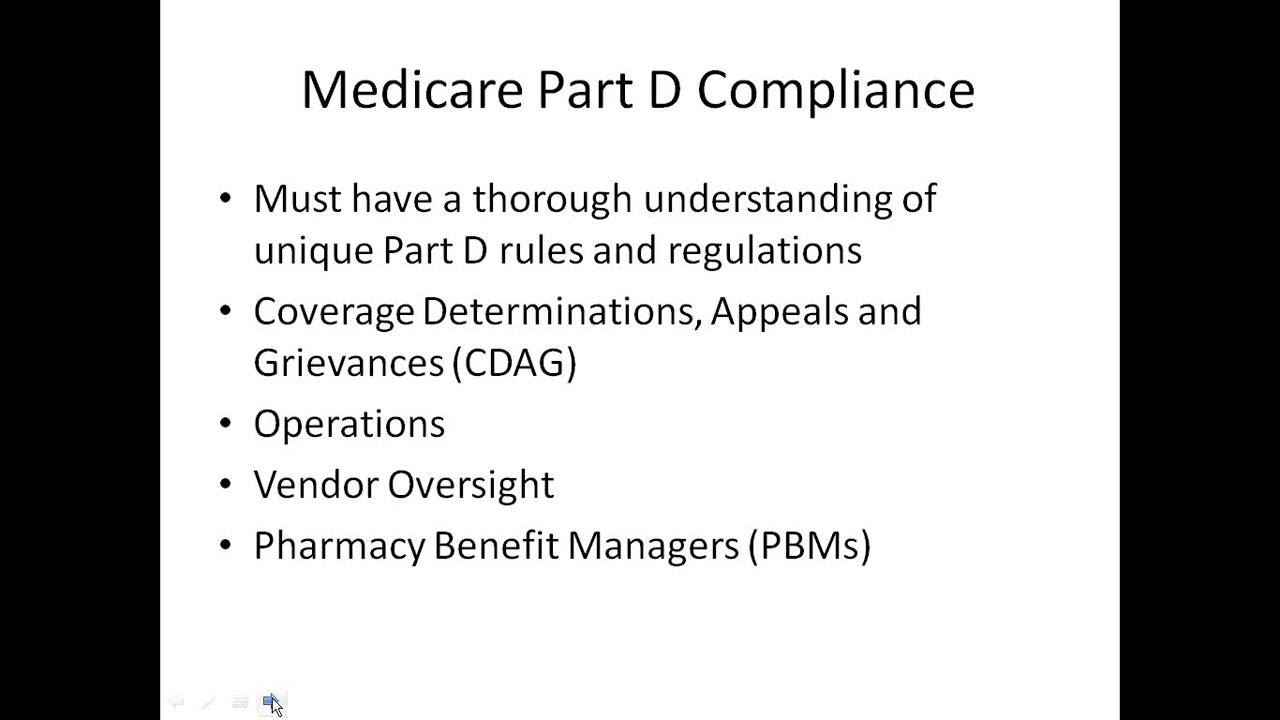 Medicare Part D Compliance
• Must have a thorough understanding of
unique Part D rules and regulations
• Coverage Determinations, Appeals and
Grievances (CDAG)
• Operations
• Vendor Oversight
• Pharmacy Benefit Managers (PBMs)